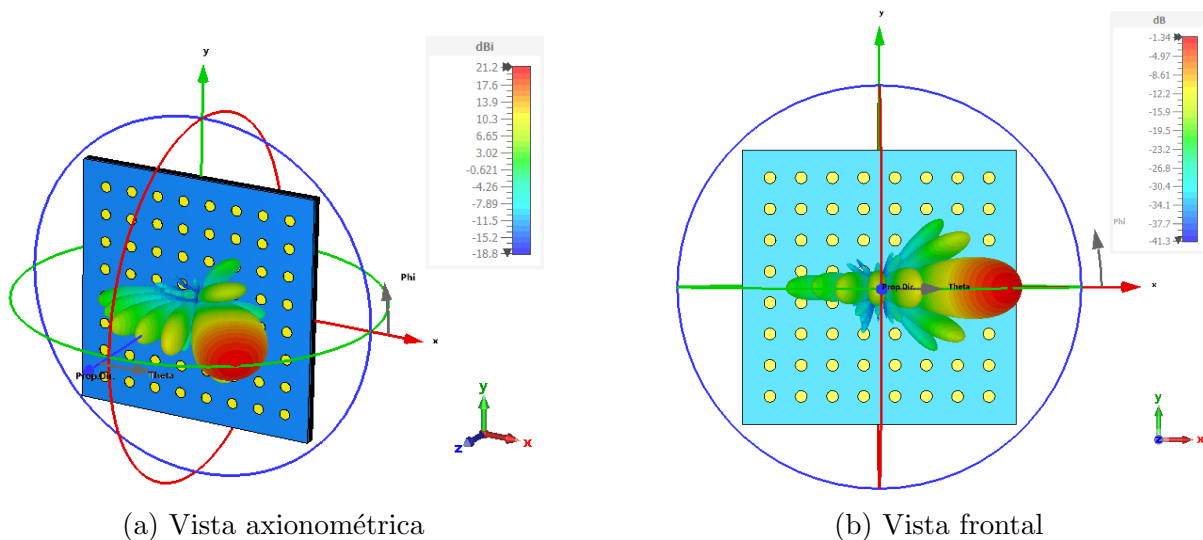 y
dBi
21.2
17.6
13.9
10.65
3.02
-0.621
-4.26
-7.89
-11.5
-15.2
-18.8
Phi
x
Prop.Dir.
Theta
y
z
x
(a) Vista axionométrica
y
dB
-1.34
-4.97
-8.61
-12.2
-15.9
-19.5
-23.2
-26.8
-30.4
-34.1
-37.7
-41.3
Phi
Prop.Dir.
Theta
x
y
z
x
(b) Vista frontal